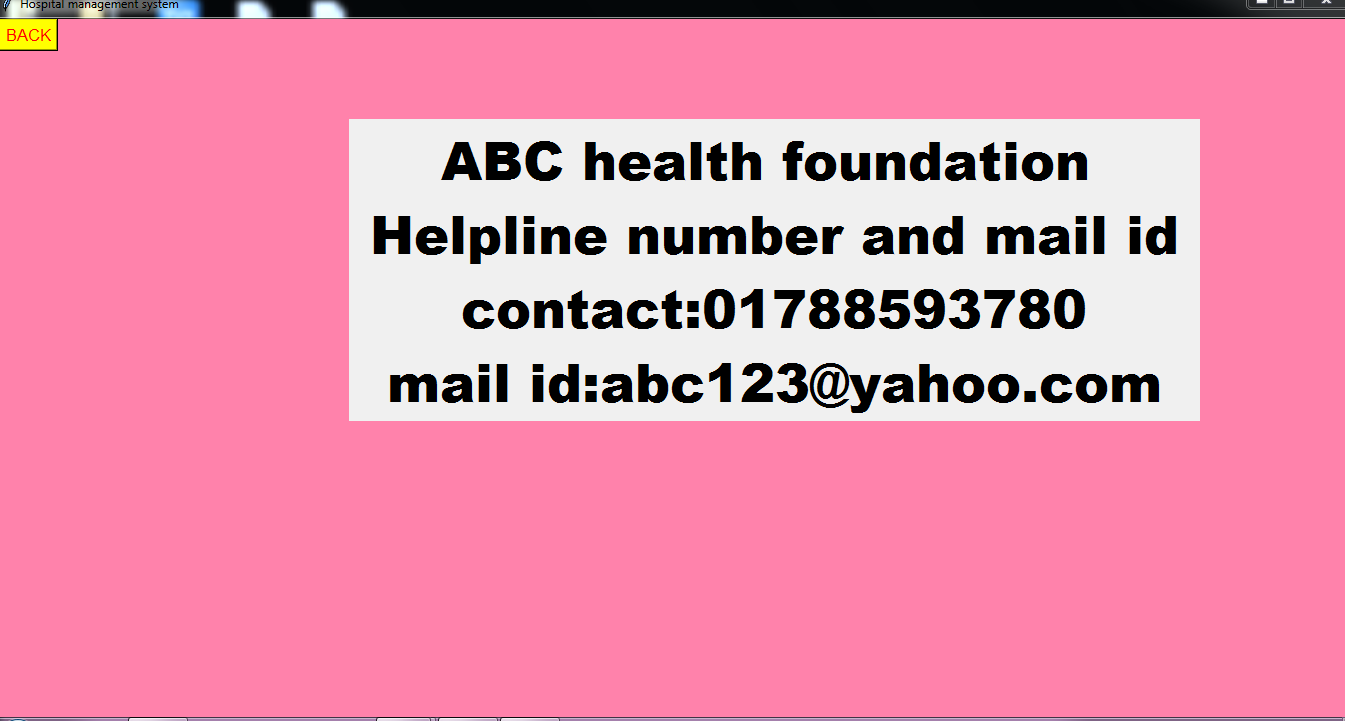 Hospital management system
BACK
ABC health foundation
Helpline number and mail id
contact:01788593780
mail id:abc123@yahoo.com